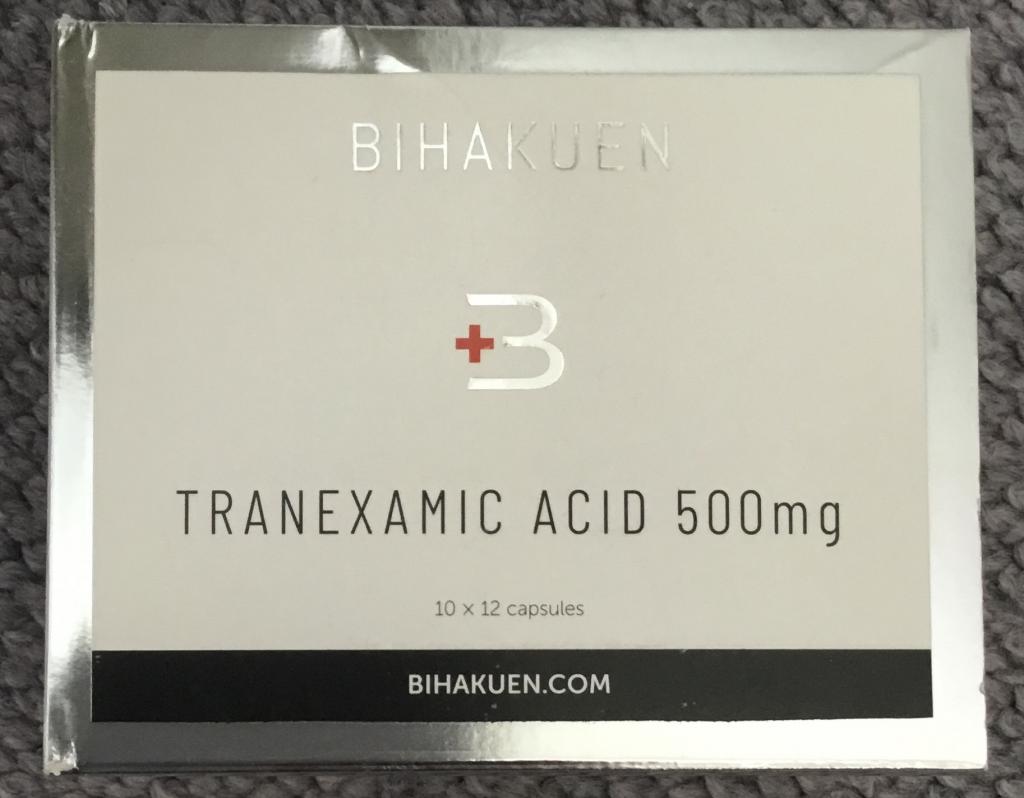 BIHAKUEN
B
TRANEXAMIC ACID 500mg
10 × 12 capsules
BIHAKUEN.COM